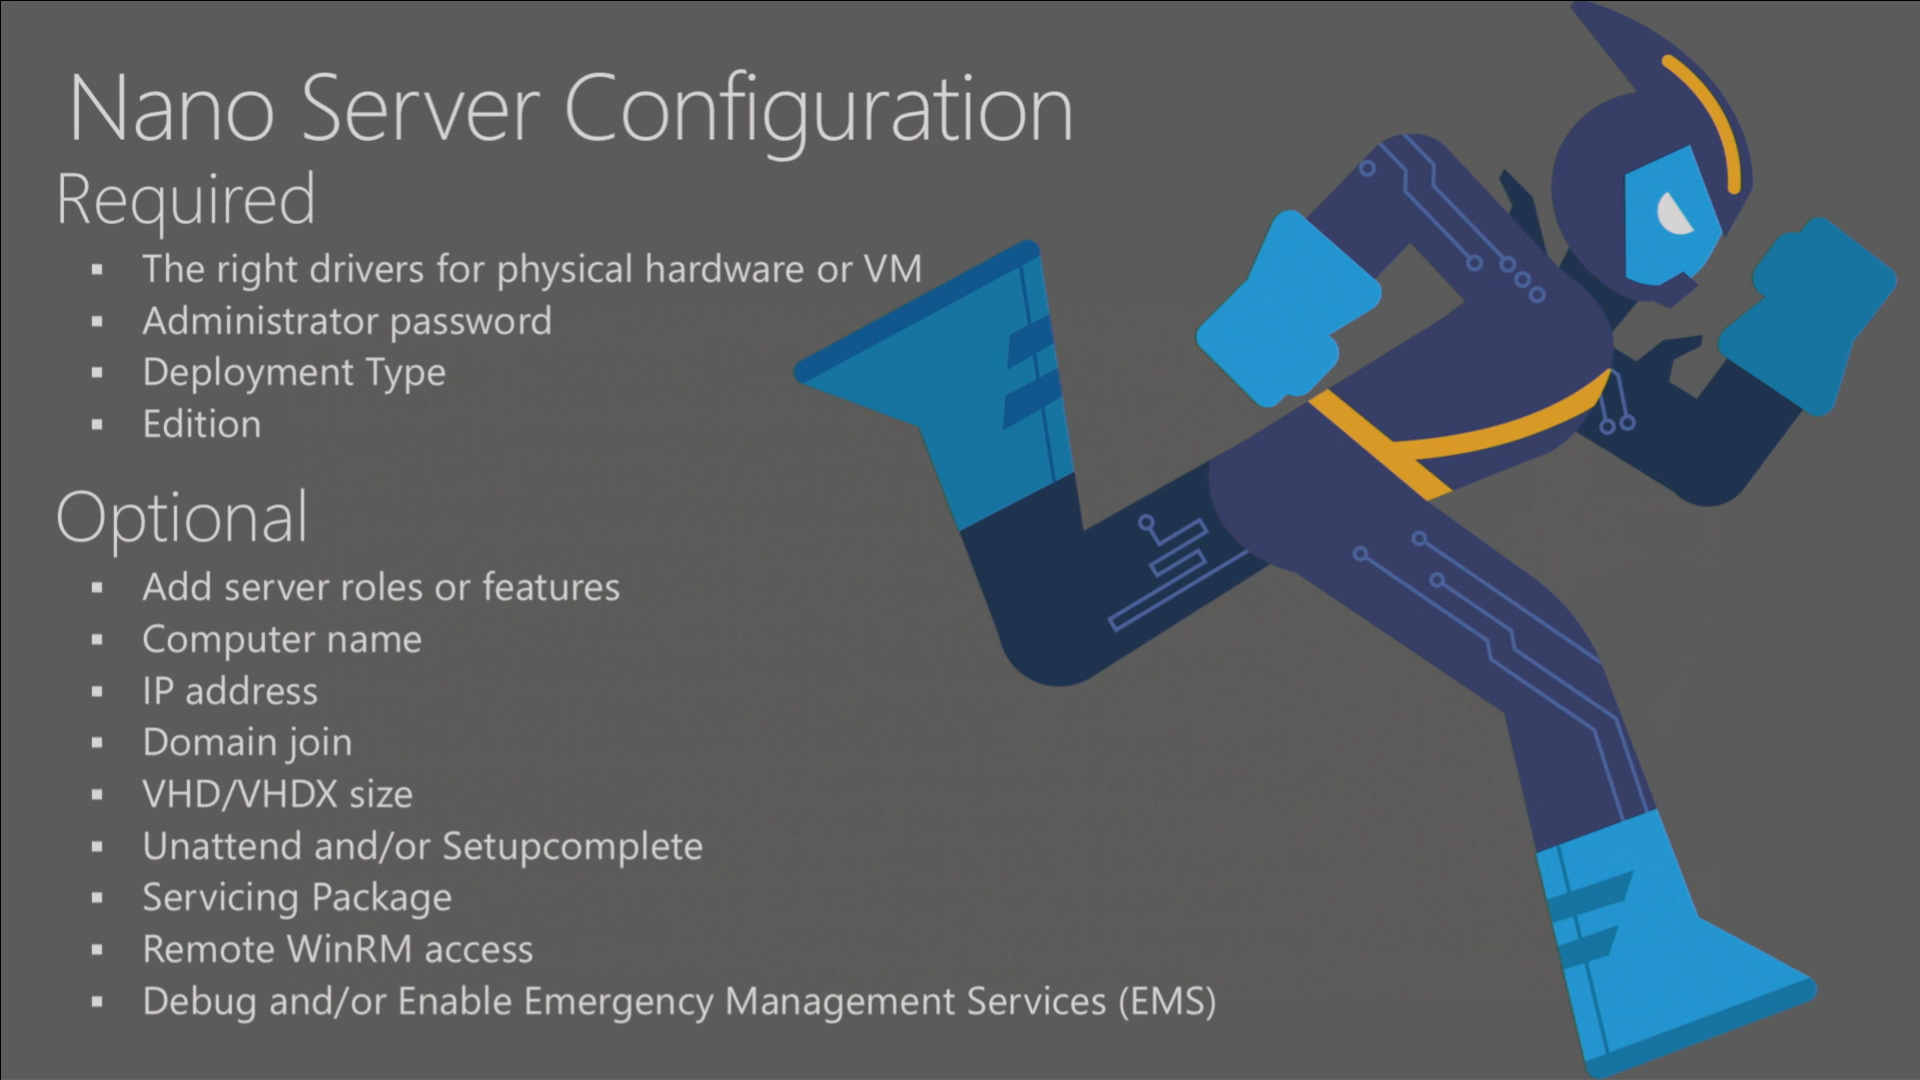 Nano Server Configuration
Required
▪ The right drivers for physical hardware or VM
▪ Administrator password
▪ Deployment Type
▪ Edition
Optional
▪ Add server roles or features
▪ Computer name
▪ IP address
▪ Domain join
▪ VHD/VHDX size
▪ Unattend and/or Setupcomplete
▪ Servicing Package
▪ Remote WinRM access
▪ Debug and/or Enable Emergency Management Services (EMS)